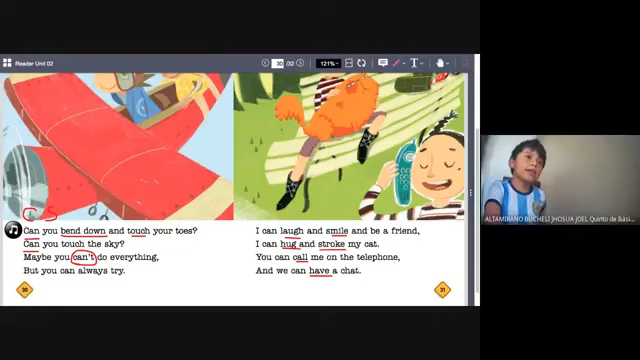 Reader Unit 02
30 /32
121%
T
C S
Can you bend down and touch your toes?
Can you touch the sky?
Maybe you can't do everything,
But you can always try.
30
I can laugh and smile and be a friend,
I can hug and stroke my cat.
You can call me on the telephone,
And we can have a chat.
31
ALTAMIRANO BUCHELI JHOSUA JOEL Quinto de Bási...